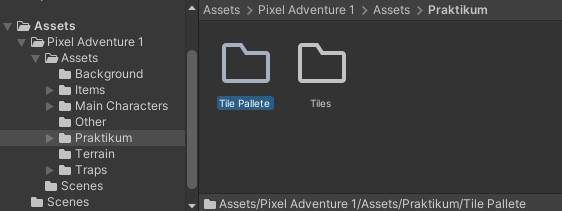 Assets
Pixel Adventure 1
Assets
Background
Items
Main Characters
Other
Praktikum
Terrain
Traps
Scenes
Scenes
Assets > Pixel Adventure 1 > Assets > Praktikum
Tile Pallete
Tiles
Assets/Pixel Adventure 1/Assets/Praktikum/Tile Pallete